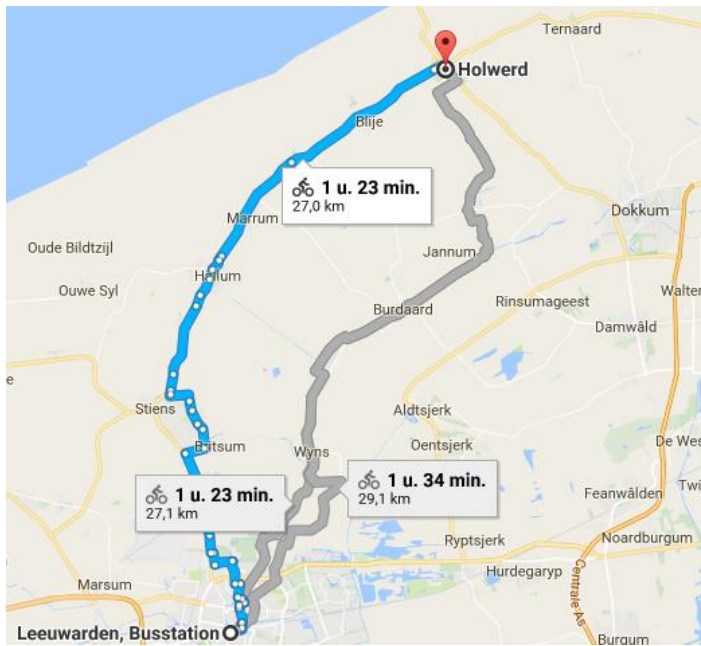 Ternaard
Holwerd
Blije
1 u. 23 min.
27,0 km
Marrum
Dokkum
Oude Bildtzijl
Jannum
Hallum
Ouwe Syl
Walter
Rinsumageest
Burdaard
Damwâld
Stiens
Aldtsjerk
Britsum
Oentsjerk
Wyns
De Wes
1 u. 34 min.
29,1 km
1 u. 23 min.
27,1 km
Twij
Feanwâlden
Noardburgum
Ryptsjerk
Hurdegaryp
Marsum
Centrale As
Leeuwarden, Busstation
Burgum
e